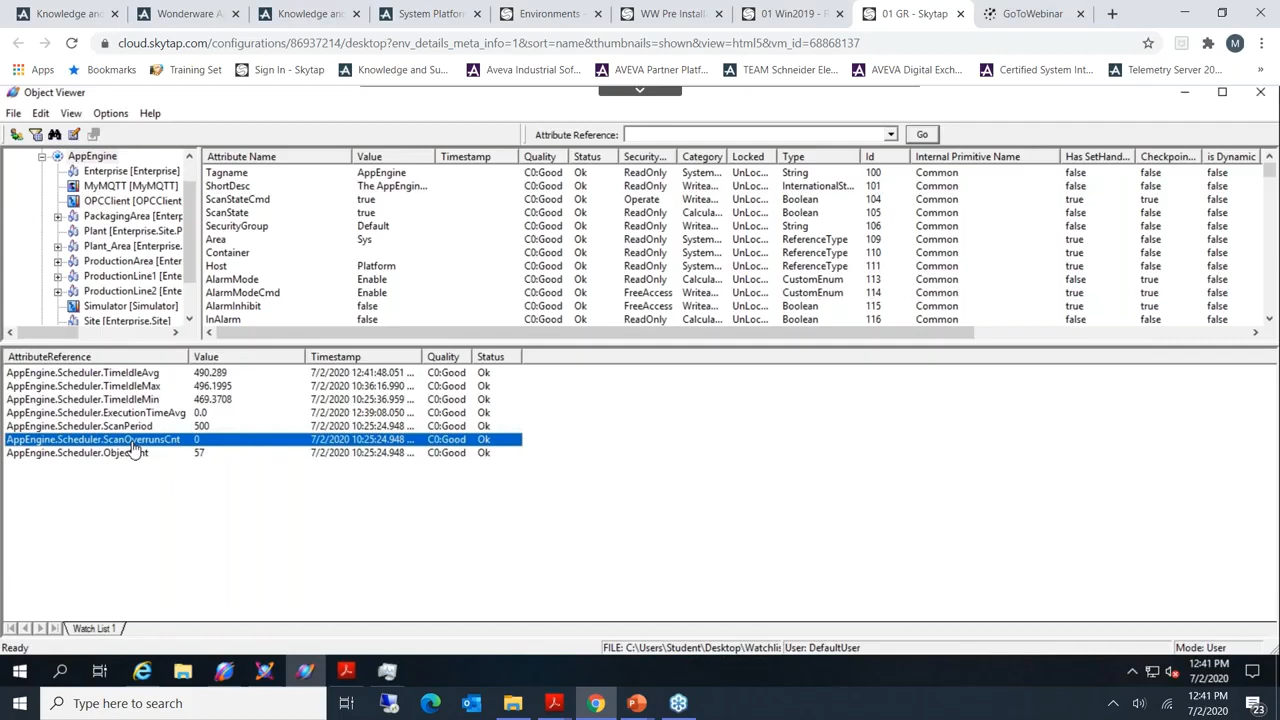 Knowledge and
Wonderware Ap
Knowledge and
System Platform
Environments -
WW Pre Install
01 Win2019 - R
01 GR - Skytap
GoToWebinar
cloud.skytap.com/configurations/86937214/desktop?env_details_meta_info=1&sort=name&thumbnails=shown&view=html5&vm_id=68868137
M
Apps
Bookmarks
Training Set
Sign In - Skytap
Knowledge and Su...
Aveva Industrial Sof...
AVEVA Partner Platf...
TEAM Schneider Ele...
AVEVA Digital Exch...
Certified System Int...
Telemetry Server 20...
»
Object Viewer
File Edit View Options Help
Attribute Reference: Go
AppEngine
Enterprise [Enterprise]
MyMQTT [MyMQTT]
OPCClient [OPCClient
PackagingArea [Enterprise
Plant [Enterprise.Site.P
Plant_Area [Enterprise.
ProductionArea [Enterp
ProductionLine1 [Ente
ProductionLine2 [Ente
Simulator [Simulator]
Site [Enterprise.Site]
Attribute Name Value Timestamp Quality Status Security... Category Locked Type Id Internal Primitive Name Has SetHand... Checkpoin... is Dynamic
Tagname AppEngine C0:Good Ok ReadOnly System... UnLoc... String 100 Common false false false
ShortDesc The AppEngin... C0:Good Ok ReadOnly Writea... UnLoc... InternationalSt... 101 Common false true false
ScanStateCmd true C0:Good Ok Operate Writea... UnLoc... Boolean 104 Common true false false
ScanState true C0:Good Ok ReadOnly Calcula... UnLoc... Boolean 105 Common false false false
SecurityGroup Default C0:Good Ok ReadOnly Writea... UnLoc... String 106 Common false false false
Area Sys C0:Good Ok ReadOnly System... UnLoc... ReferenceType 109 Common true false false
Container C0:Good Ok ReadOnly System... UnLoc... ReferenceType 110 Common true false false
Host Platform C0:Good Ok ReadOnly System... UnLoc... ReferenceType 111 Common true false false
AlarmMode Enable C0:Good Ok ReadOnly Calcula... UnLoc... CustomEnum 113 Common false false false
AlarmModeCmd Enable C0:Good Ok FreeAccess Writea... UnLoc... CustomEnum 114 Common true true false
AlarmInhibit false C0:Good Ok FreeAccess Writea... UnLoc... Boolean 115 Common true true false
InAlarm false C0:Good Ok ReadOnly Calcula... UnLoc... Boolean 116 Common false false false
AttributeReference Value Timestamp Quality Status
AppEngine.Scheduler.TimeIdleAvg 490.289 7/2/2020 12:41:48.051 ... C0:Good Ok
AppEngine.Scheduler.TimeIdleMax 496.1995 7/2/2020 10:36:16.990 ... C0:Good Ok
AppEngine.Scheduler.TimeIdleMin 469.3708 7/2/2020 10:25:36.959 ... C0:Good Ok
AppEngine.Scheduler.ExecutionTimeAvg 0.0 7/2/2020 12:39:08.050 ... C0:Good Ok
AppEngine.Scheduler.ScanPeriod 500 7/2/2020 10:25:24.948 ... C0:Good Ok
AppEngine.Scheduler.ScanOverrunsCnt 0 7/2/2020 10:25:24.948 ... C0:Good Ok
57 7/2/2020 10:25:24.948 ... C0:Good Ok
Watch List 1
Ready FILE: C:\Users\Student\Desktop\Watchlis User: DefaultUser Mode: User
12:41 PM
7/2/2020
Type here to search
12:41 PM
7/2/2020
23